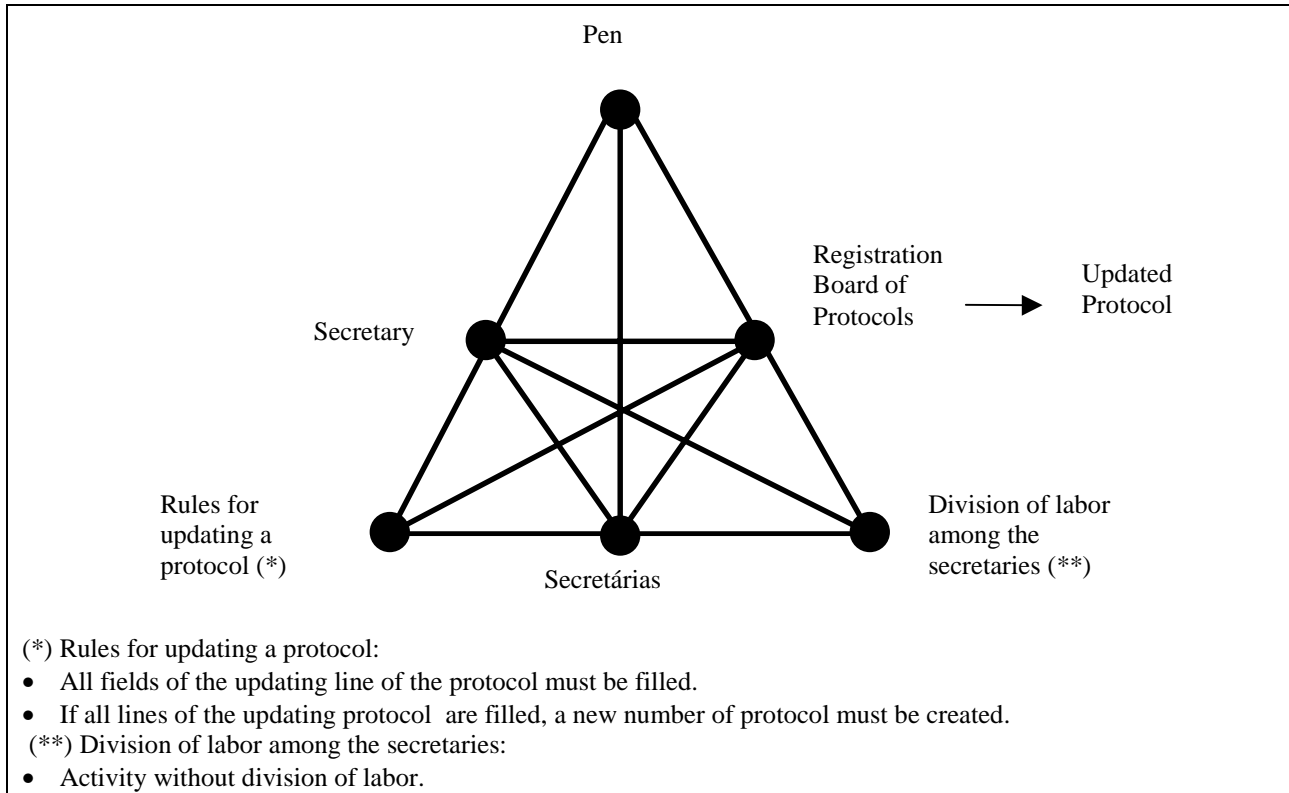 Pen
Registration
Board of
Protocols
Updated
Protocol
Secretary
Rules for
updating a
protocol (*)
Secretárias
Division of labor
among the
secretaries (**)
(*) Rules for updating a protocol:
• All fields of the updating line of the protocol must be filled.
• If all lines of the updating protocol are filled, a new number of protocol must be created.
(**) Division of labor among the secretaries:
• Activity without division of labor.